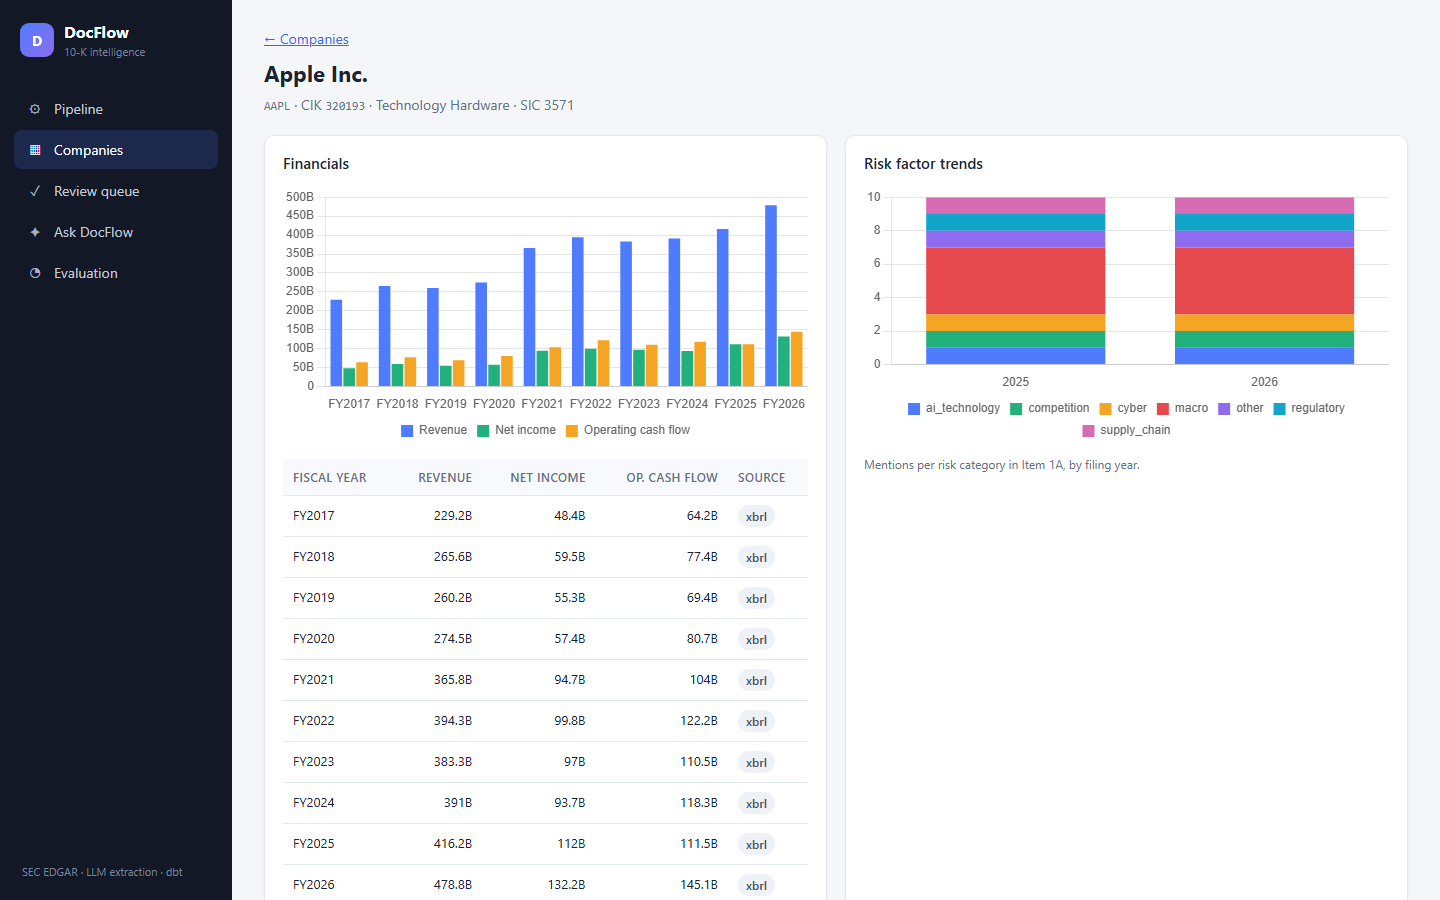 D
DocFlow
10-K intelligence
Pipeline
Companies
Review queue
Ask DocFlow
Evaluation
SEC EDGAR · LLM extraction · dbt
← Companies
Apple Inc.
AAPL · CIK 320193 · Technology Hardware · SIC 3571
Financials
500B
450B
400B
350B
300B
250B
200B
150B
100B
50B
0
FY2017 FY2018 FY2019 FY2020 FY2021 FY2022 FY2023 FY2024 FY2025 FY2026
Revenue Net income Operating cash flow
FISCAL YEAR REVENUE NET INCOME OP. CASH FLOW SOURCE
FY2017 229.2B 48.4B 64.2B xbrl
FY2018 265.6B 59.5B 77.4B xbrl
FY2019 260.2B 55.3B 69.4B xbrl
FY2020 274.5B 57.4B 80.7B xbrl
FY2021 365.8B 94.7B 104B xbrl
FY2022 394.3B 99.8B 122.2B xbrl
FY2023 383.3B 97B 110.5B xbrl
FY2024 391B 93.7B 118.3B xbrl
FY2025 416.2B 112B 111.5B xbrl
FY2026 478.8B 132.2B 145.1B xbrl
Risk factor trends
10
8
6
4
2
0
2025 2026
ai_technology competition cyber macro other regulatory
supply_chain
Mentions per risk category in Item 1A, by filing year.